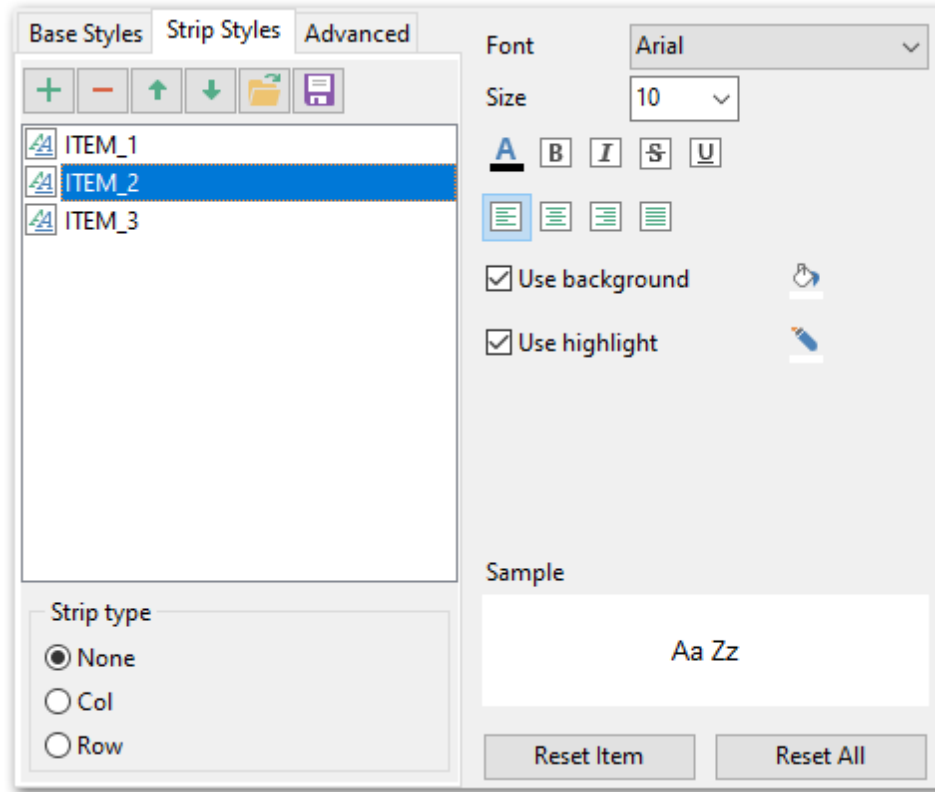 Base Styles Strip Styles Advanced
ITEM_1
ITEM_2
ITEM_3
Strip type
None
Col
Row
Font Arial
Size 10
A B I S U
Use background
Use highlight
Sample
Aa Zz
Reset Item Reset All